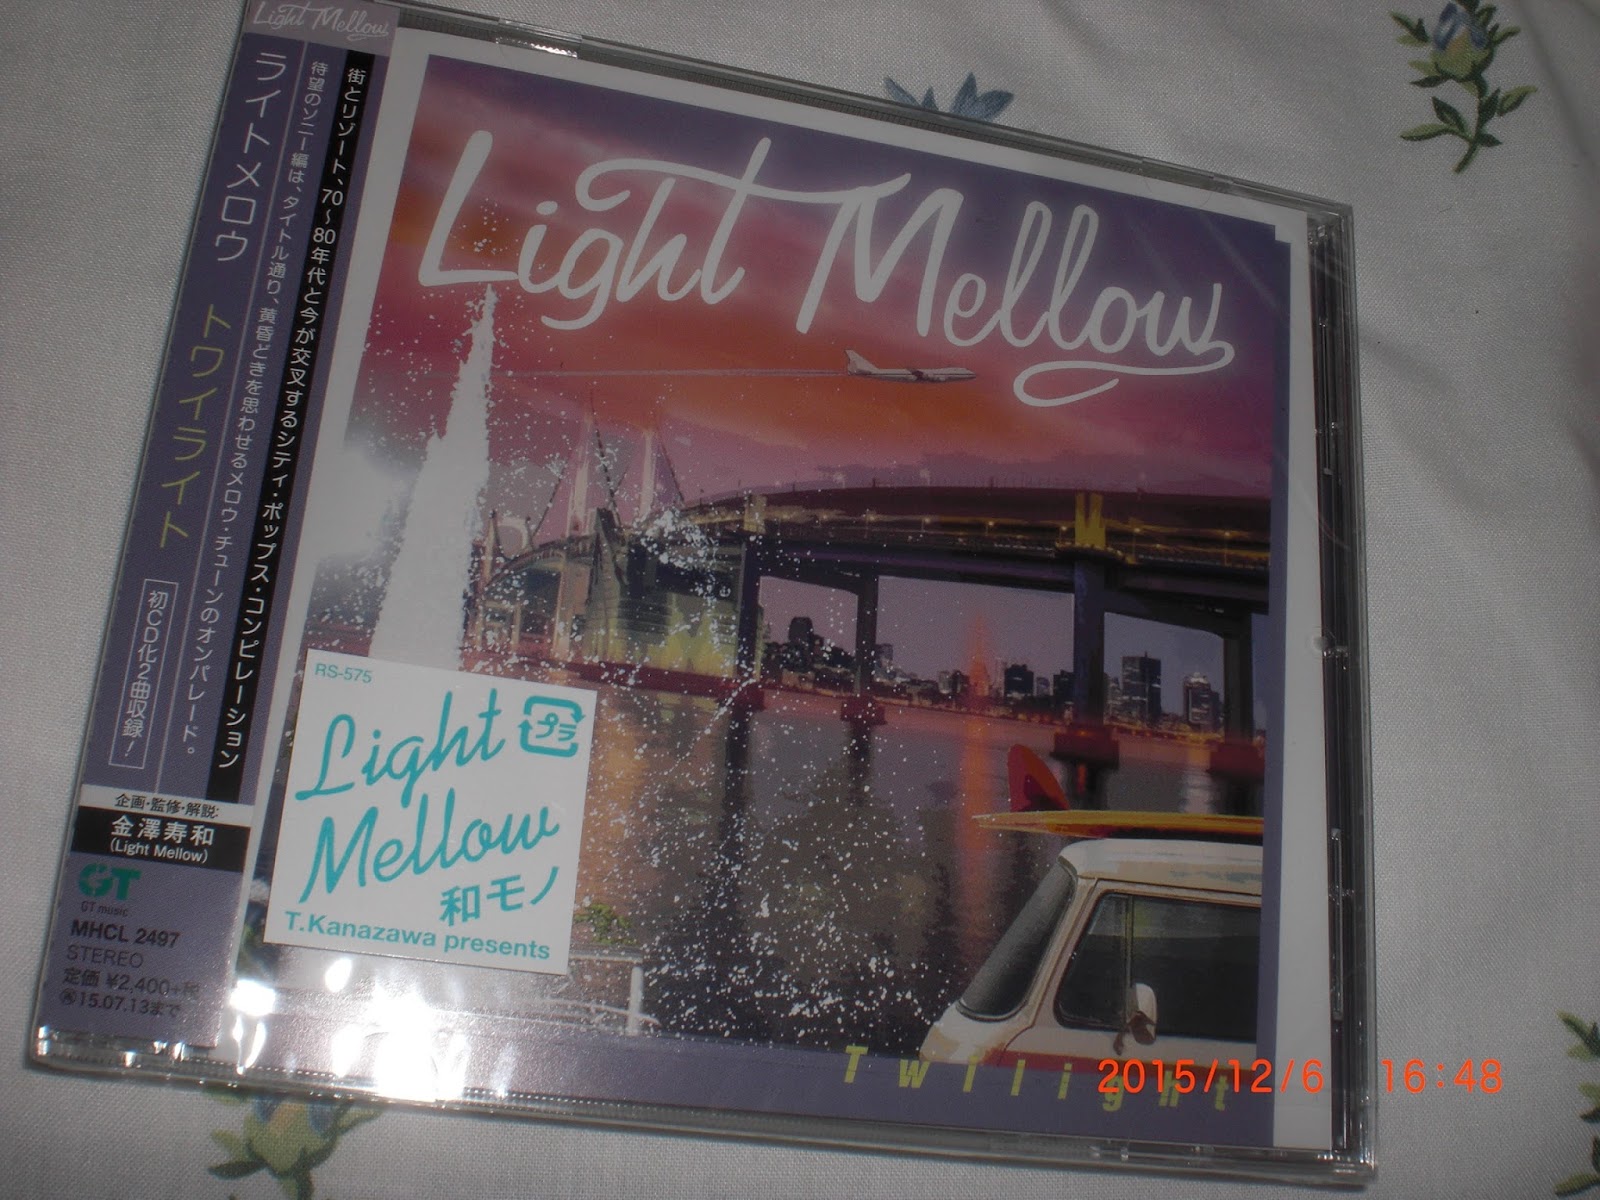 Light Mellow
ライトメロウ トワイライト
待望のソニー編は、タイトル通り、黄昏どきを思わせるメロウ・チューンのオンパレード。
街とリゾート、70〜80年代と今が交叉するシティ・ポップス・コンピレーション
初CD化2曲収録!
企画・監修・解説:
金澤寿和
(Light Mellow)
GT
GT music
MHCL 2497
STEREO
定価 ¥2,400+税
15.07.13まで
Light Mellow
RS-575
プラ
Light
Mellow
和モノ
T.Kanazawa presents
Twilight
2015/12/6 16:48